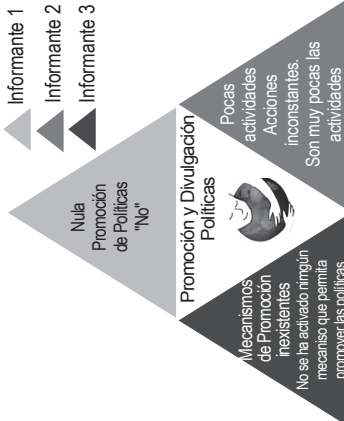 Informante 1
Informante 2
Informante 3
Nula
Promoción
de Políticas
"No"
Promoción y Divulgación
Políticas
Mecanismos
de Promoción
inexistentes
No se ha activado nimgún
mecaniso que permita
promover las políticas
Pocas
actividades
Acciones
inconstantes.
Son muy pocas las
actividades